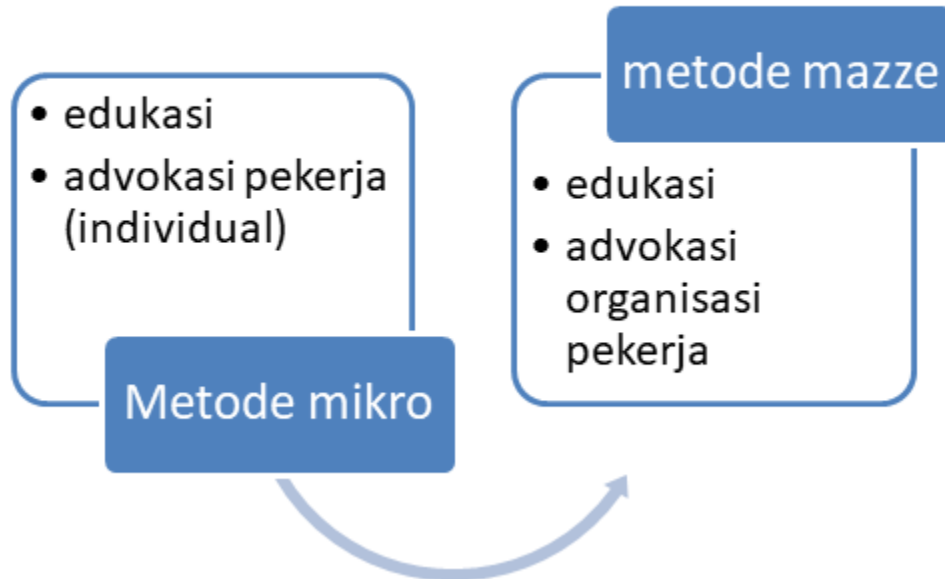 • edukasi
• advokasi pekerja
(individual)
Metode mikro
metode mazze
• edukasi
• advokasi
organisasi
pekerja